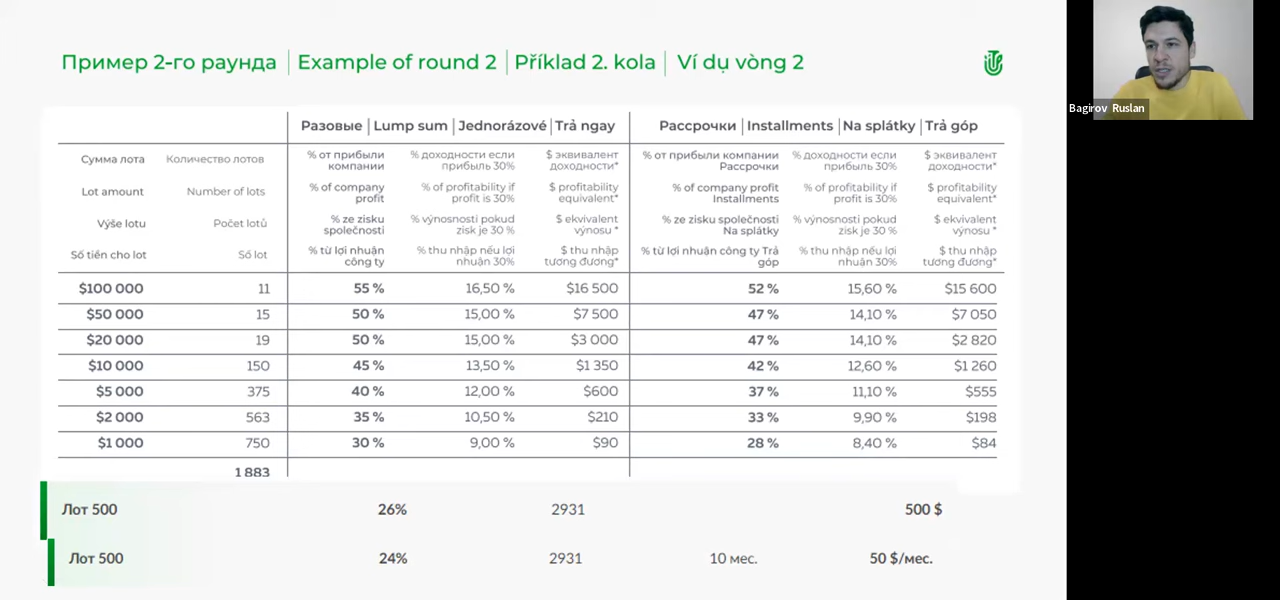 Пример 2-го раунда | Example of round 2 | Příklad 2. kola | Ví dụ vòng 2
Bagirov Ruslan
Разовые | Lump sum | Jednorázové | Trả ngay
Рассрочки | Installments | Na splátky | Trả góp
Сумма лота Количество лотов % от прибыли компании % доходности если прибыль 30% $ эквивалент доходности* % от прибыли компании Рассрочки % доходности если прибыль 30% $ эквивалент доходности*
Lot amount Number of lots % of company profit % of profitability if profit is 30% $ profitability equivalent* % of company profit Installments % of profitability if profit is 30% $ profitability equivalent*
Výše lotu Počet lotů % ze zisku společnosti % výnosnosti pokud zisk je 30 % $ ekvivalent výnosu * % ze zisku společnosti Na splátky % výnosnosti pokud zisk je 30 % $ ekvivalent výnosu *
Số tiền cho lot Số lot % từ lợi nhuận công ty % thu nhập nếu lợi nhuận 30% $ thu nhập tương đương* % từ lợi nhuận công ty Trả góp % thu nhập nếu lợi nhuận 30% $ thu nhập tương đương*
$100 000 11 55 % 16,50 % $16 500 52 % 15,60 % $15 600
$50 000 15 50 % 15,00 % $7 500 47 % 14,10 % $7 050
$20 000 19 50 % 15,00 % $3 000 47 % 14,10 % $2 820
$10 000 150 45 % 13,50 % $1 350 42 % 12,60 % $1 260
$5 000 375 40 % 12,00 % $600 37 % 11,10 % $555
$2 000 563 35 % 10,50 % $210 33 % 9,90 % $198
$1 000 750 30 % 9,00 % $90 28 % 8,40 % $84
1 883
Лот 500 26% 2931 500 $
Лот 500 24% 2931 10 мес. 50 $/мес.